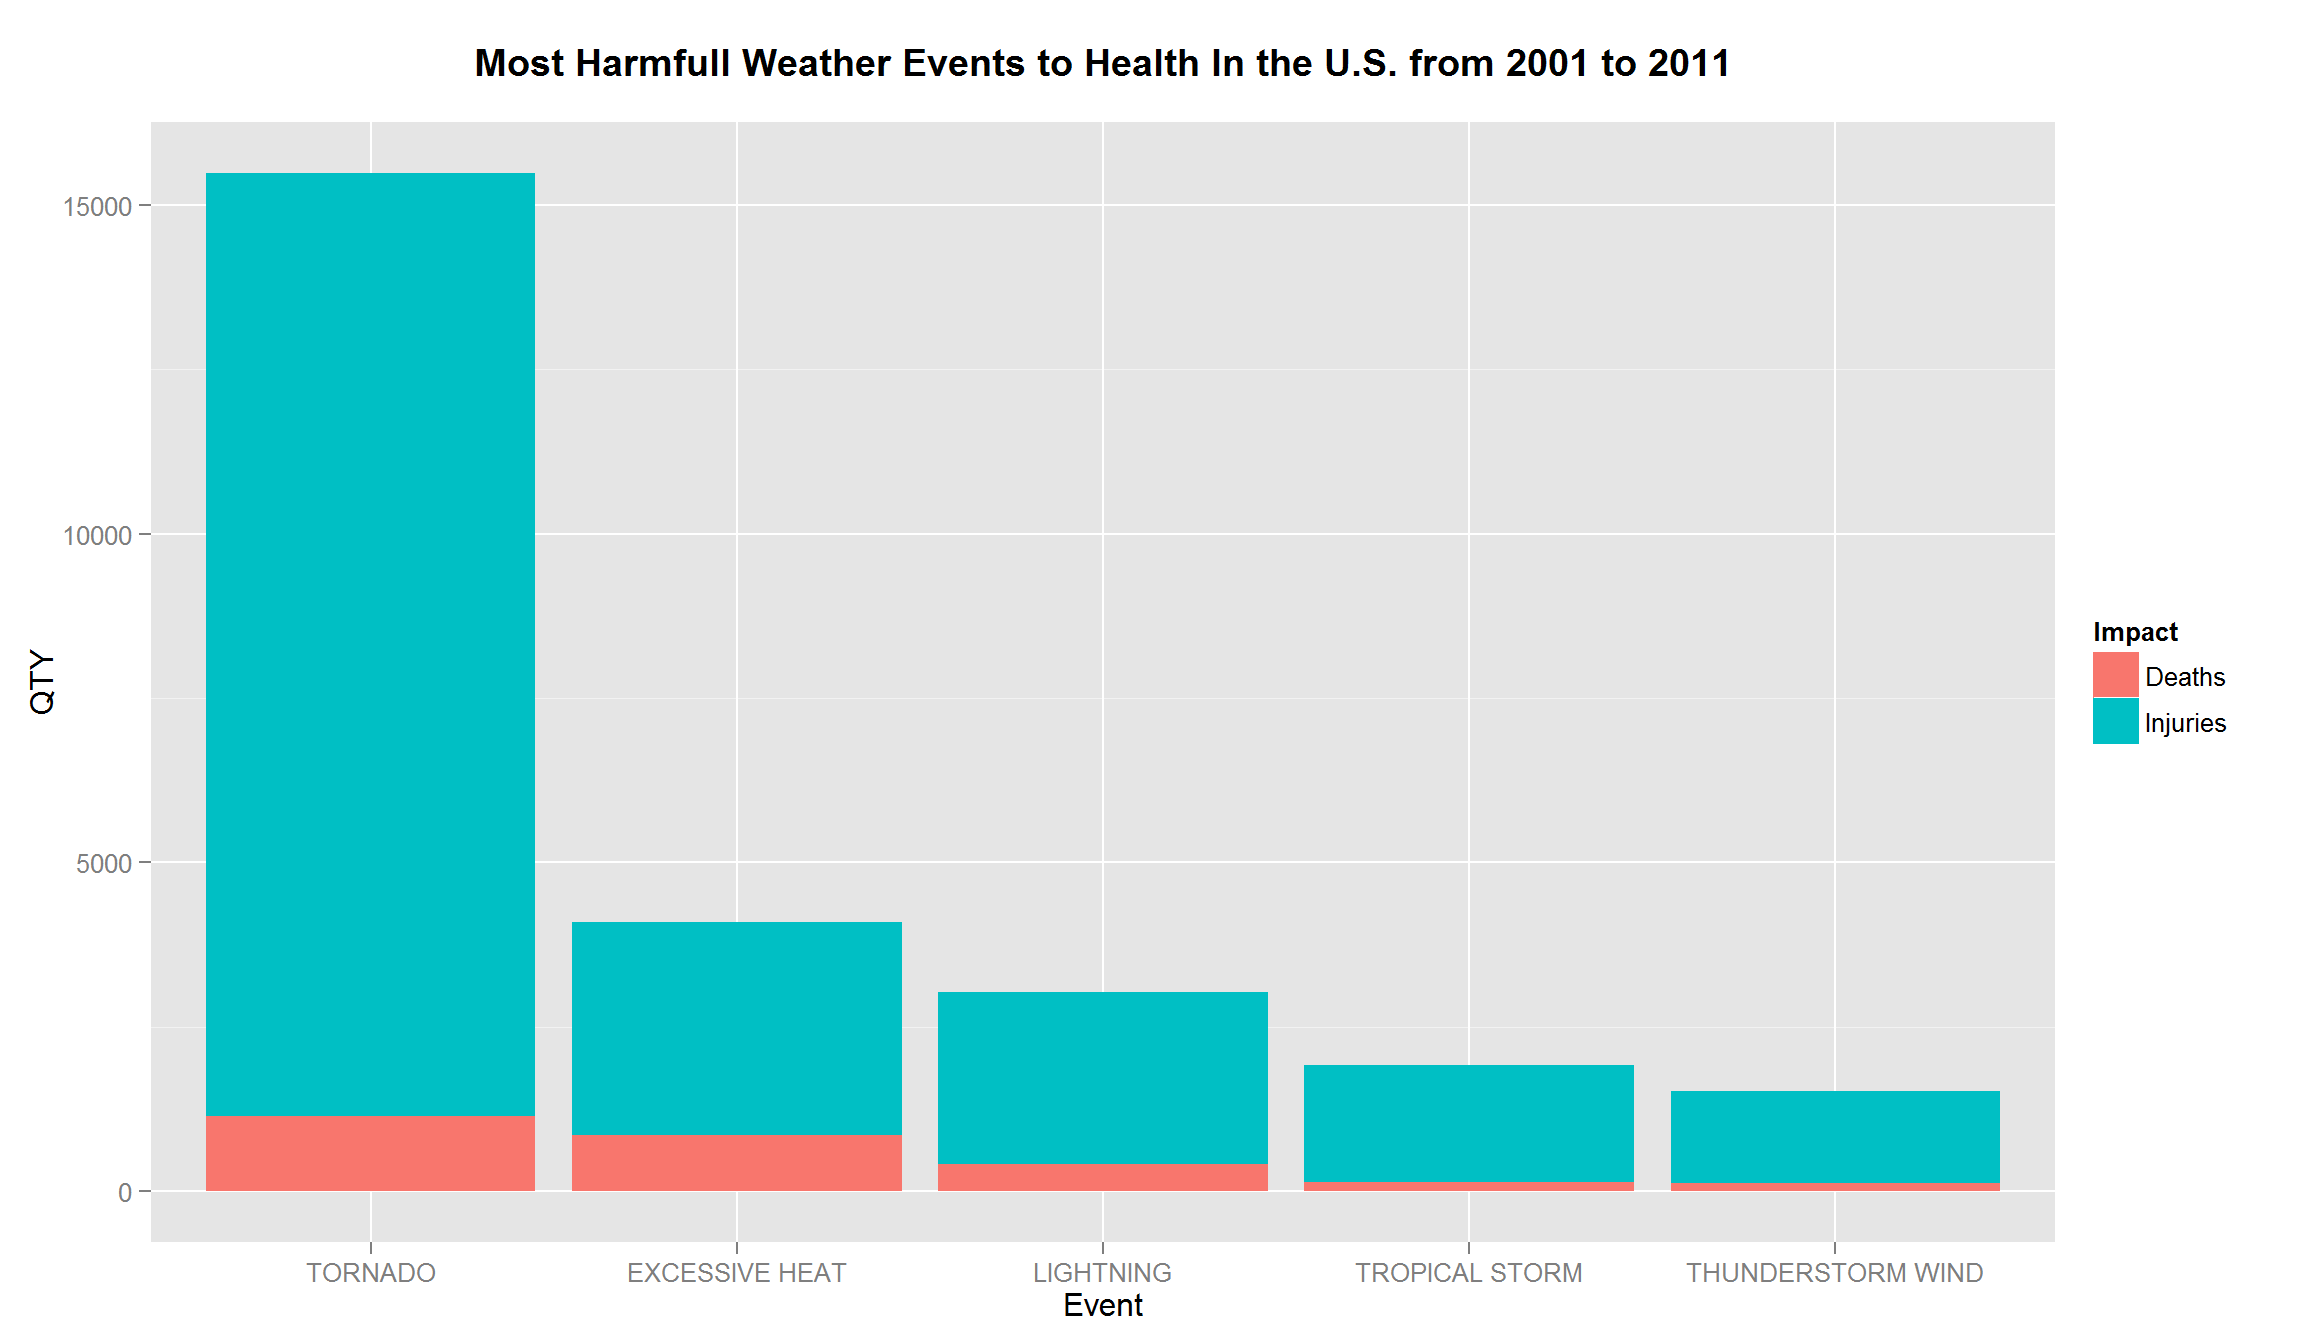 Most Harmfull Weather Events to Health In the U.S. from 2001 to 2011
QTY
15000
10000
5000
0
TORNADO
EXCESSIVE HEAT
LIGHTNING
TROPICAL STORM
THUNDERSTORM WIND
Event
Impact
Deaths
Injuries